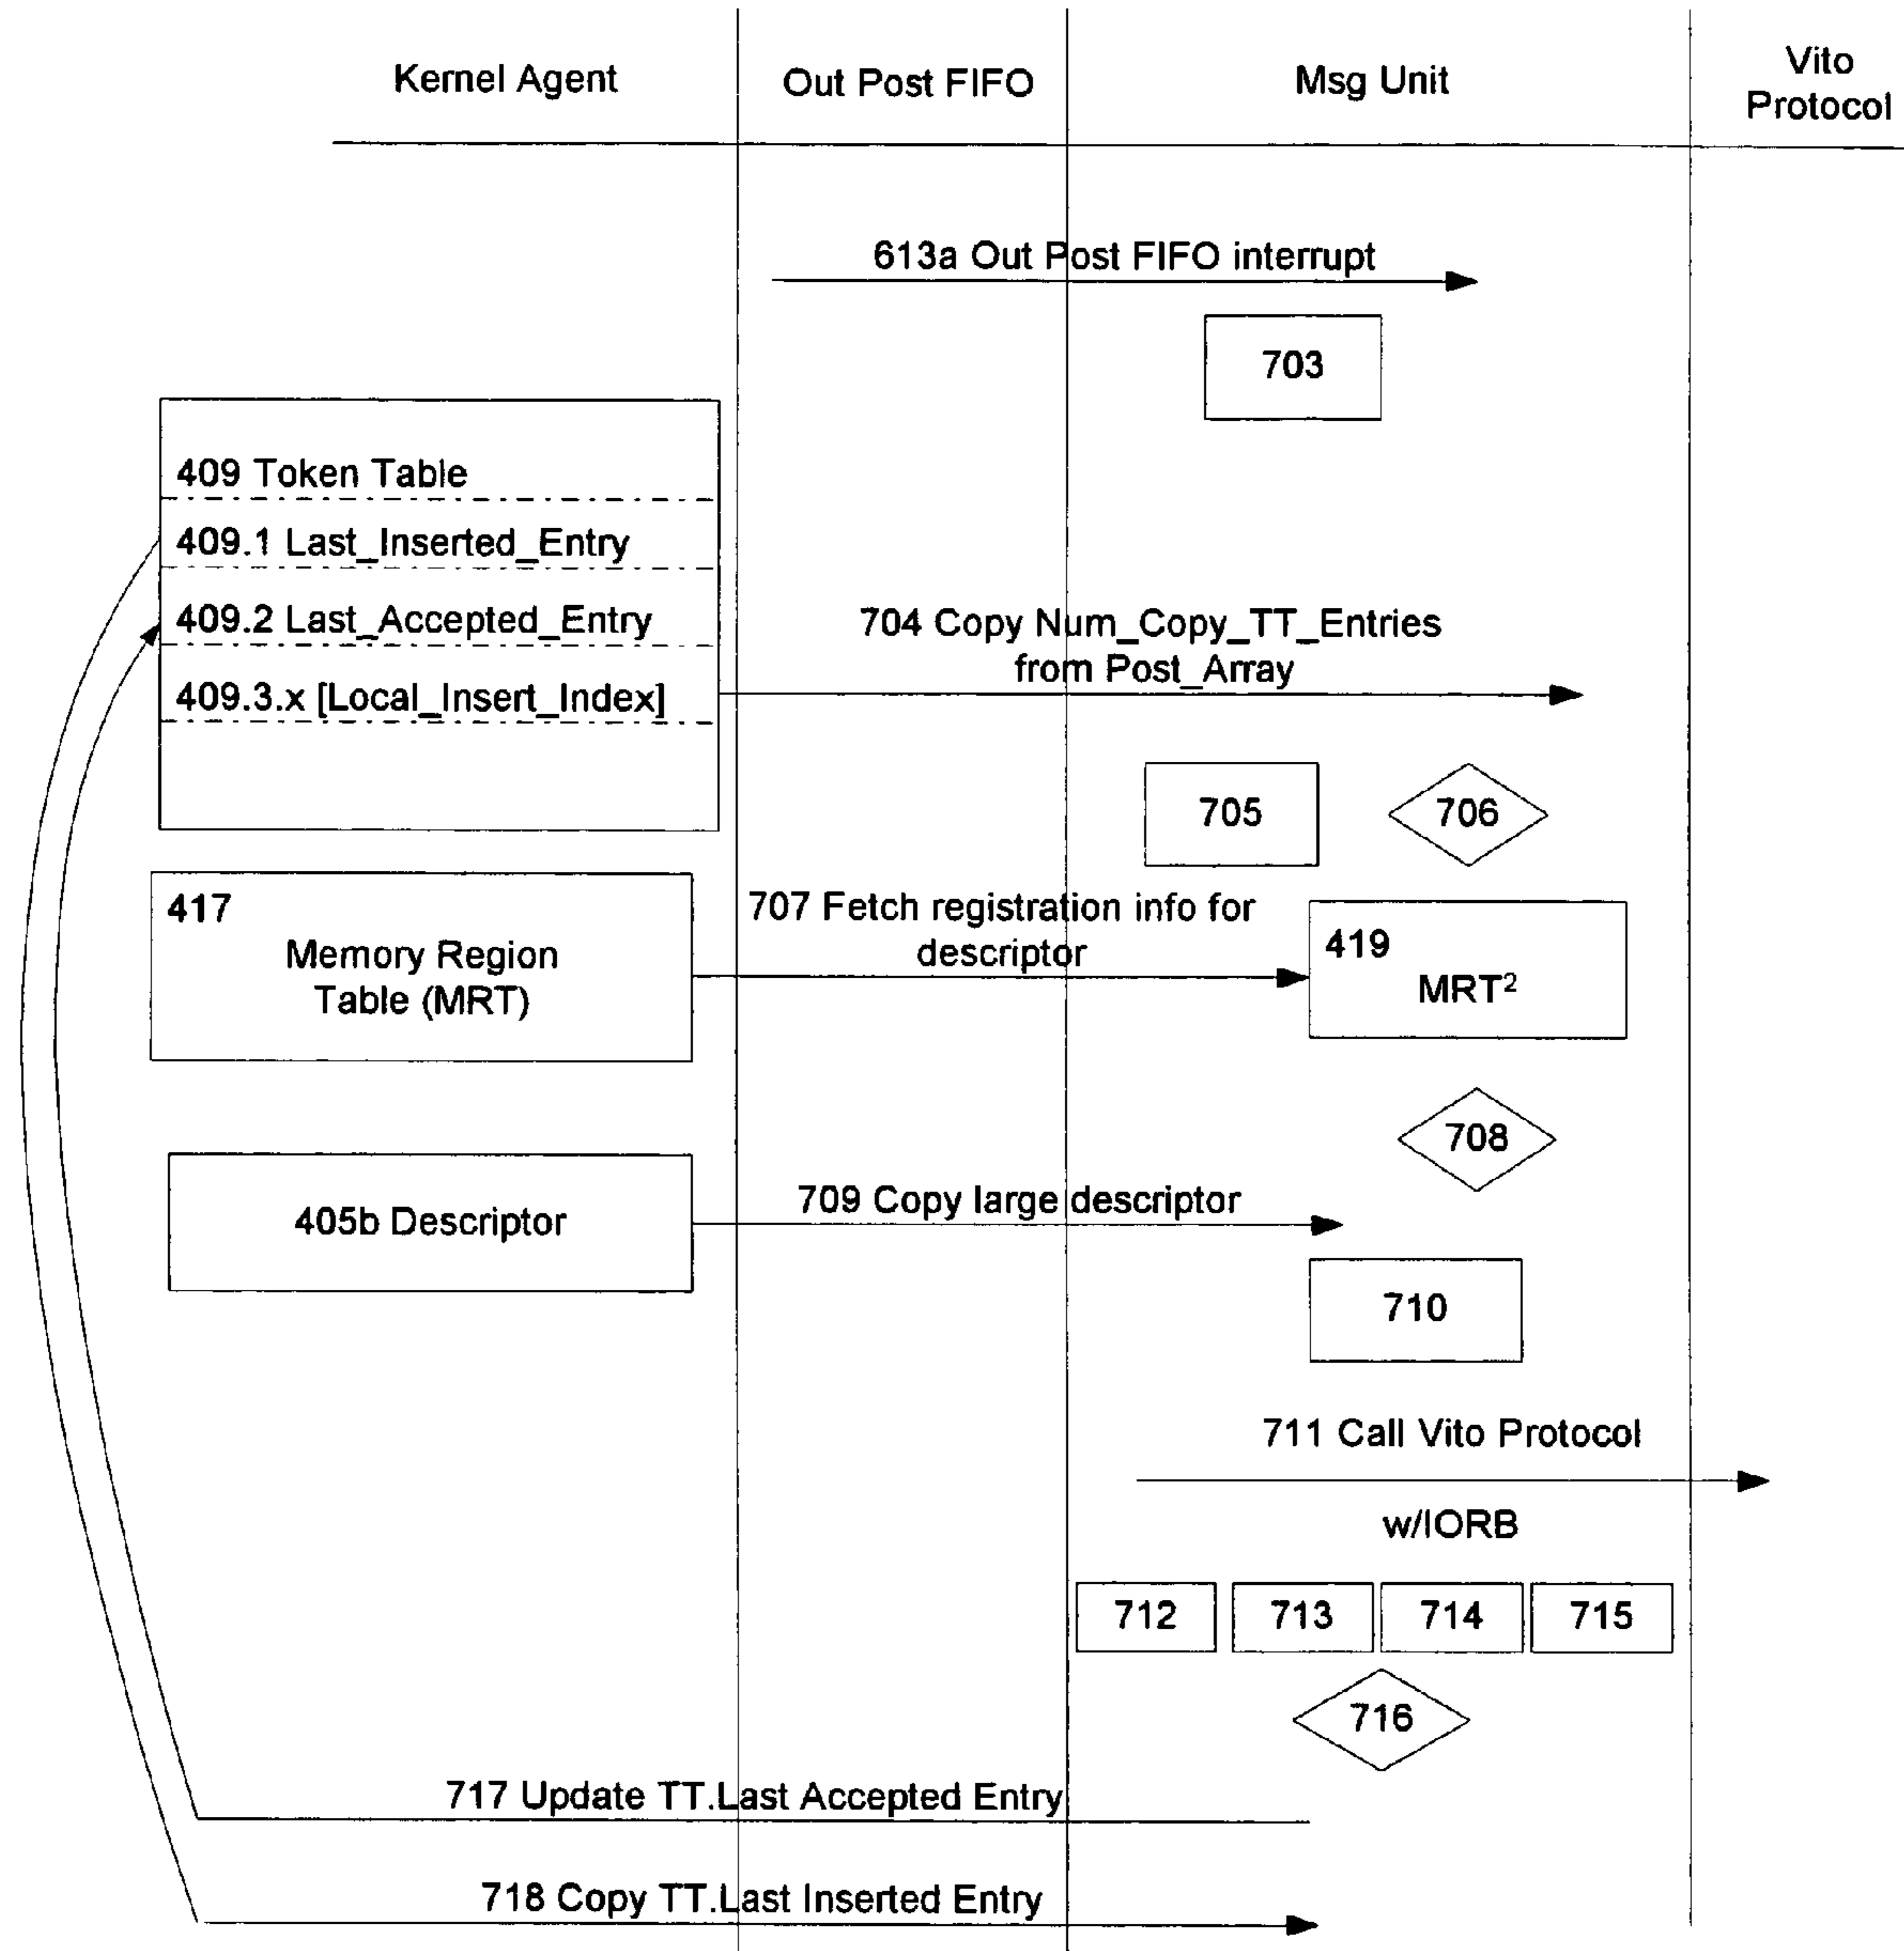 Kernel Agent
Out Post FIFO
Msg Unit
Vito
Protocol
613a Out Post FIFO interrupt
703
409 Token Table
409.1 Last_Inserted_Entry
409.2 Last_Accepted_Entry
409.3.x [Local_Insert_Index]
704 Copy Num_Copy_TT_Entries
from Post_Array
705
706
417
Memory Region
Table (MRT)
707 Fetch registration info for
descriptor
419
MRT²
708
405b Descriptor
709 Copy large descriptor
710
711 Call Vito Protocol
w/IORB
712
713
714
715
716
717 Update TT.Last Accepted Entry
718 Copy TT.Last Inserted Entry